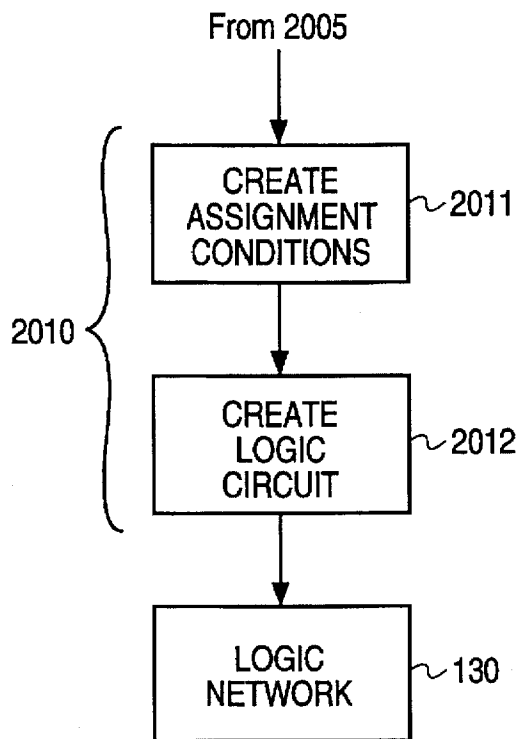 From 2005
CREATE
ASSIGNMENT
CONDITIONS
2011
2010
CREATE
LOGIC
CIRCUIT
2012
LOGIC
NETWORK
130